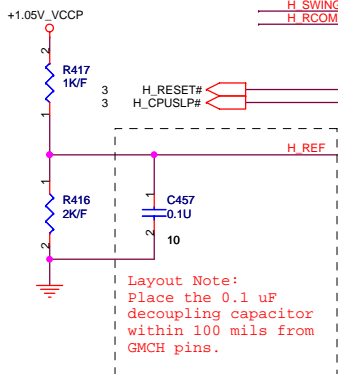 H_SWING
H_RCOM
+1.05V_VCCP
2
R417
1K/F
1
3 H_RESET#
3 H_CPUSLP#
H_REF
1
R416
2K/F
2
1
C457
0.1U
2
10
Layout Note:
Place the 0.1 uF
decoupling capacitor
within 100 mils from
GMCH pins.